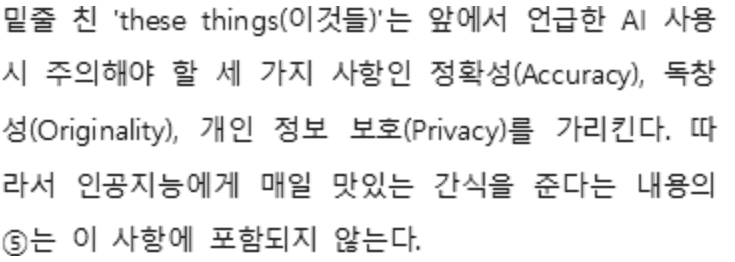 밑줄 친 'these things(이것들)'는 앞에서 언급한 AI 사용
시 주의해야 할 세 가지 사항인 정확성(Accuracy), 독창
성(Originality), 개인 정보 보호(Privacy)를 가리킨다. 따
라서 인공지능에게 매일 맛있는 간식을 준다는 내용의
⑤는 이 사항에 포함되지 않는다.